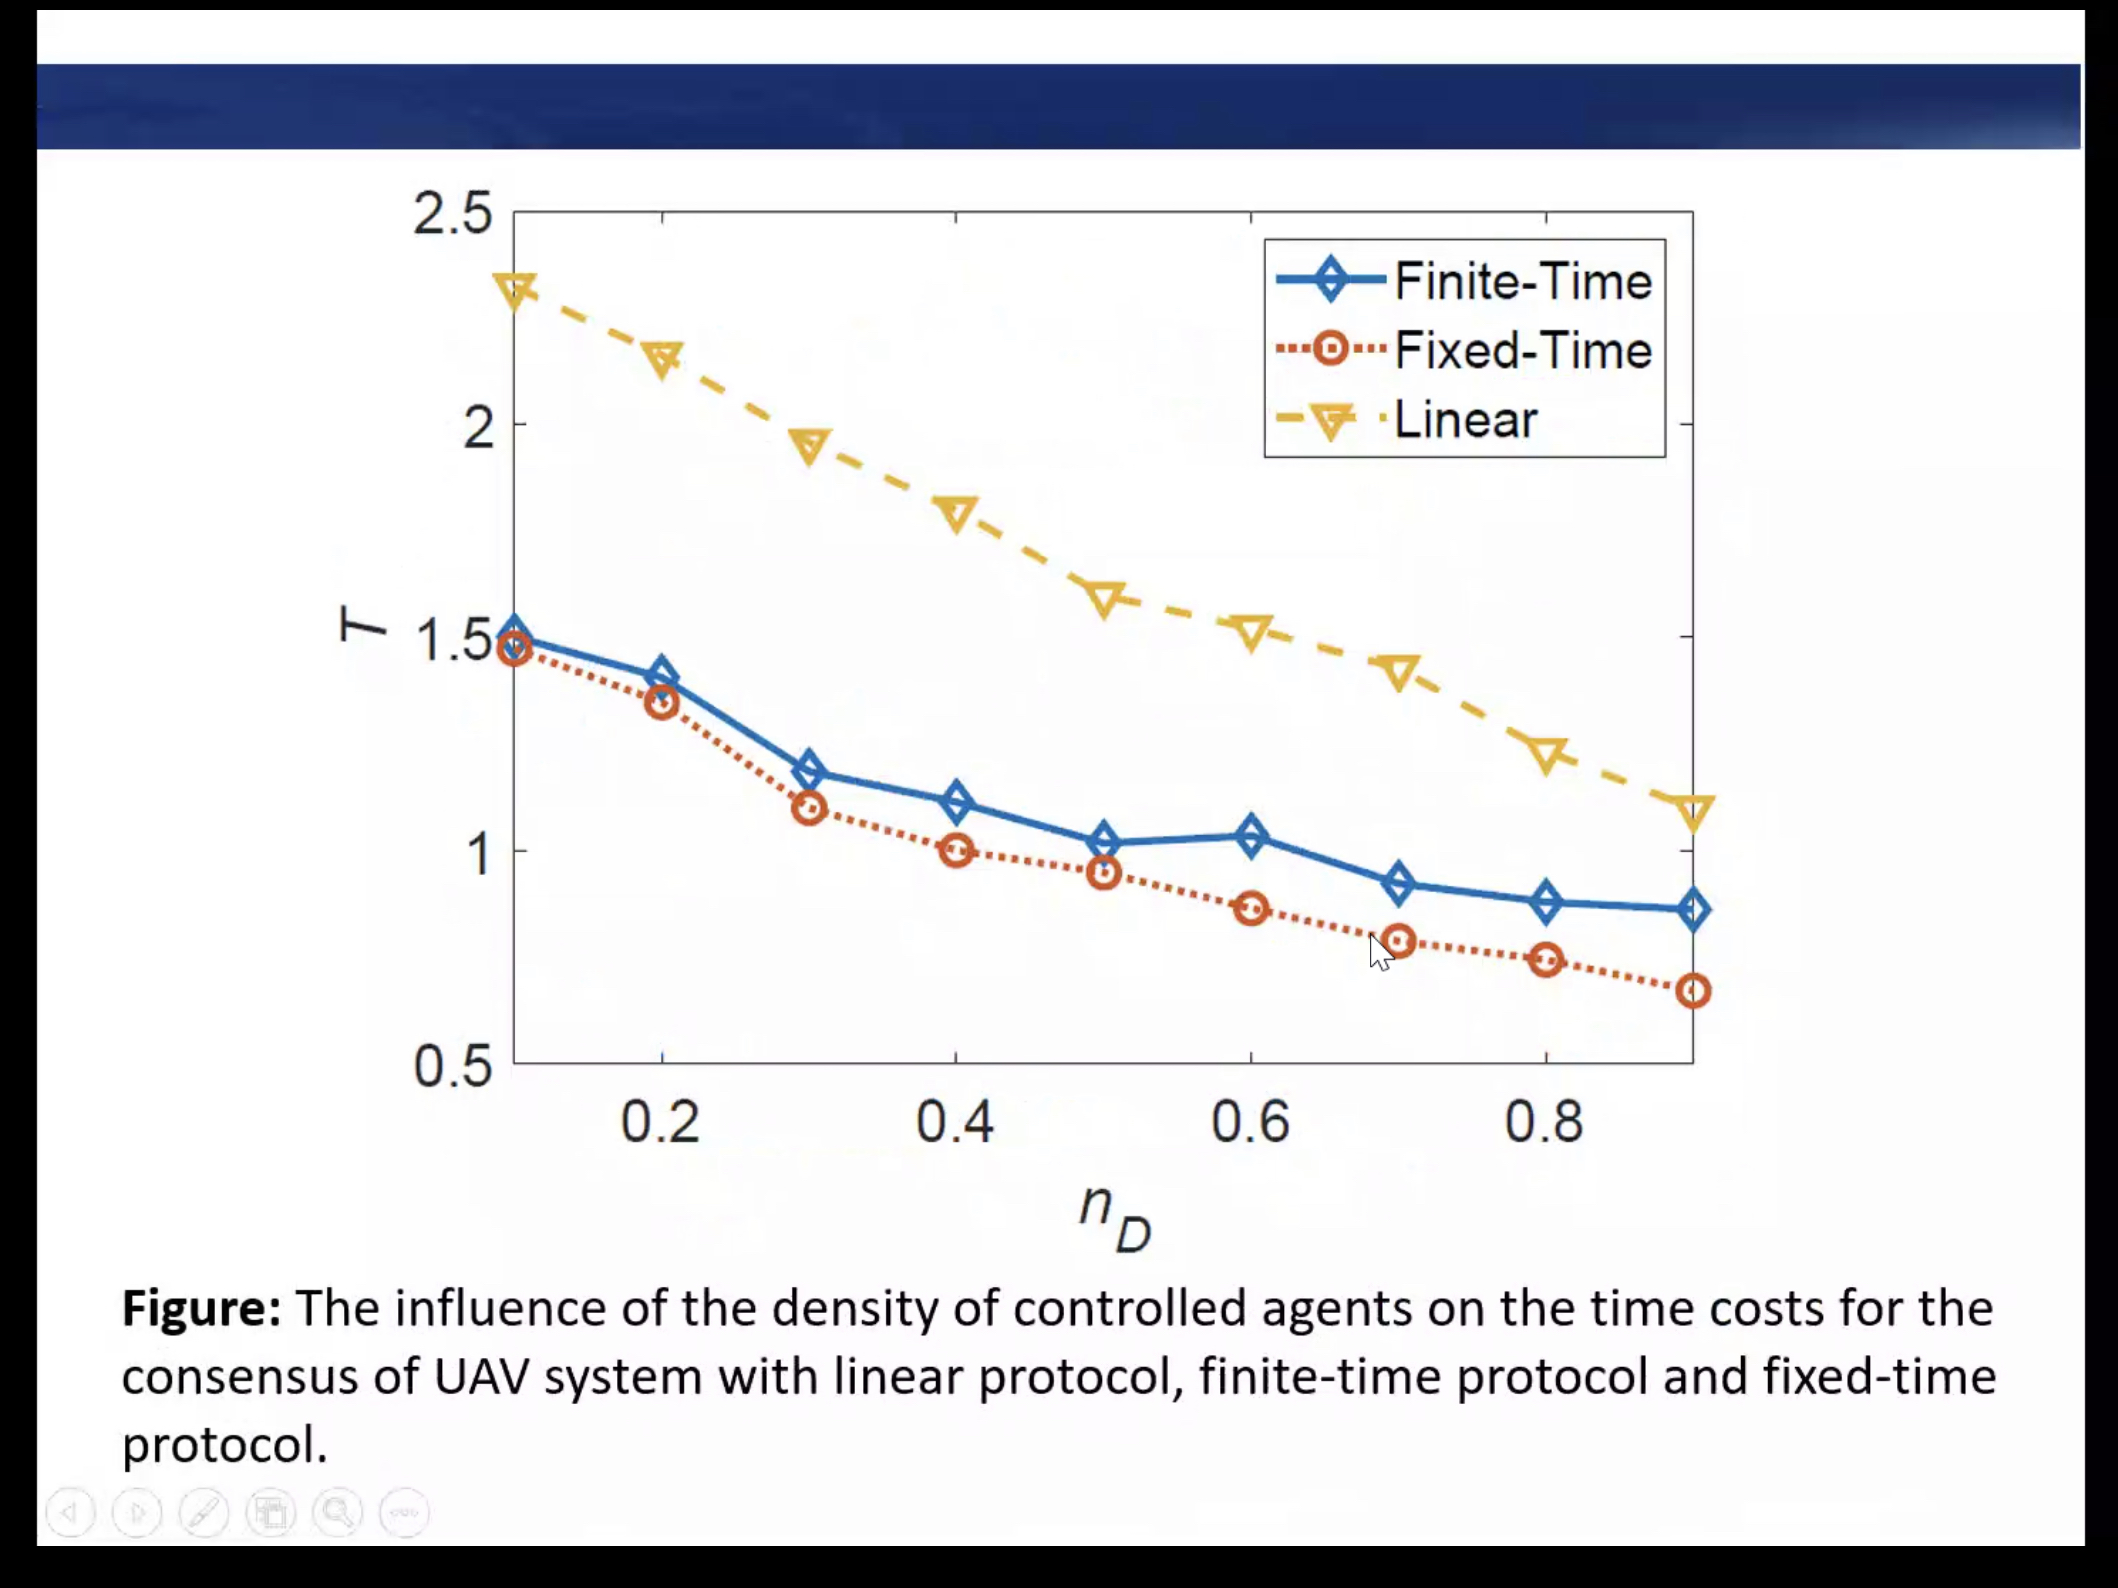 2.5
2
1.5
1
0.5
T
Finite-Time
Fixed-Time
Linear
0.2 0.4 0.6 0.8
n_D
Figure: The influence of the density of controlled agents on the time costs for the
consensus of UAV system with linear protocol, finite-time protocol and fixed-time
protocol.